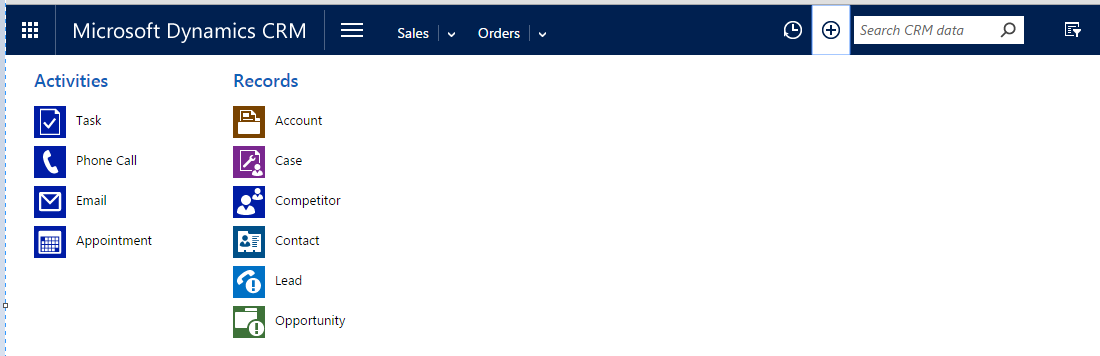 Microsoft Dynamics CRM Sales Orders Search CRM data
Activities
Task
Phone Call
Email
Appointment
Records
Account
Case
Competitor
Contact
Lead
Opportunity